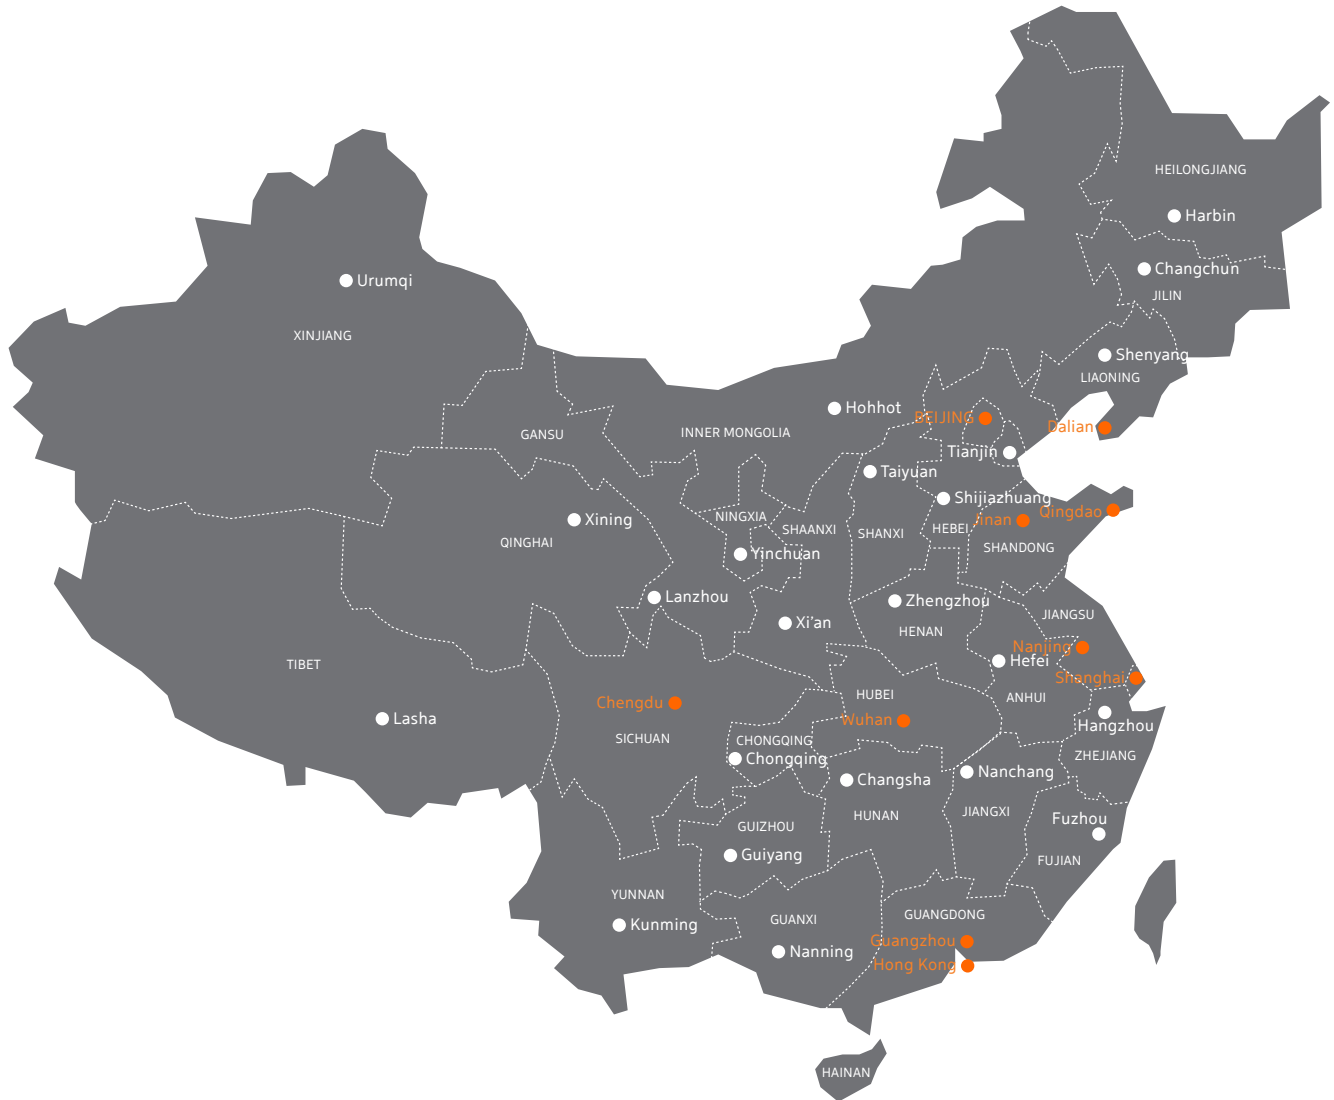 HEILONGJIANG
Harbin
Changchun
Urumqi
JILIN
XINJIANG
Shenyang
LIAONING
Hohhot
BEIJING
Dalian
GANSU
INNER MONGOLIA
Tianjin
Taiyuan
Shijiazhuang
Qingdao
Xining
NINGXIA
Jinan
SHAANXI
HEBEI
SHANXI
QINGHAI
SHANDONG
Yinchuan
Lanzhou
Zhengzhou
JIANGSU
Xi'an
HENAN
Nanjing
Hefei
TIBET
Shanghai
HUBEI
ANHUI
Chengdu
Lasha
Wuhan
Hangzhou
SICHUAN
CHONGQING
ZHEJIANG
Chongqing
Nanchang
Changsha
JIANGXI
HUNAN
Fuzhou
GUIZHOU
Guiyang
FUJIAN
YUNNAN
GUANGDONG
GUANXI
Kunming
Guangzhou
Nanning
Hong Kong
HAINAN